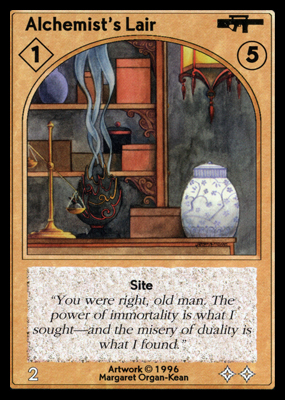 Alchemist's Lair
1
5
Site
"You were right, old man. The
power of immortality is what I
sought—and the misery of duality is
what I found."
2
Artwork © 1996
Margaret Organ-Kean